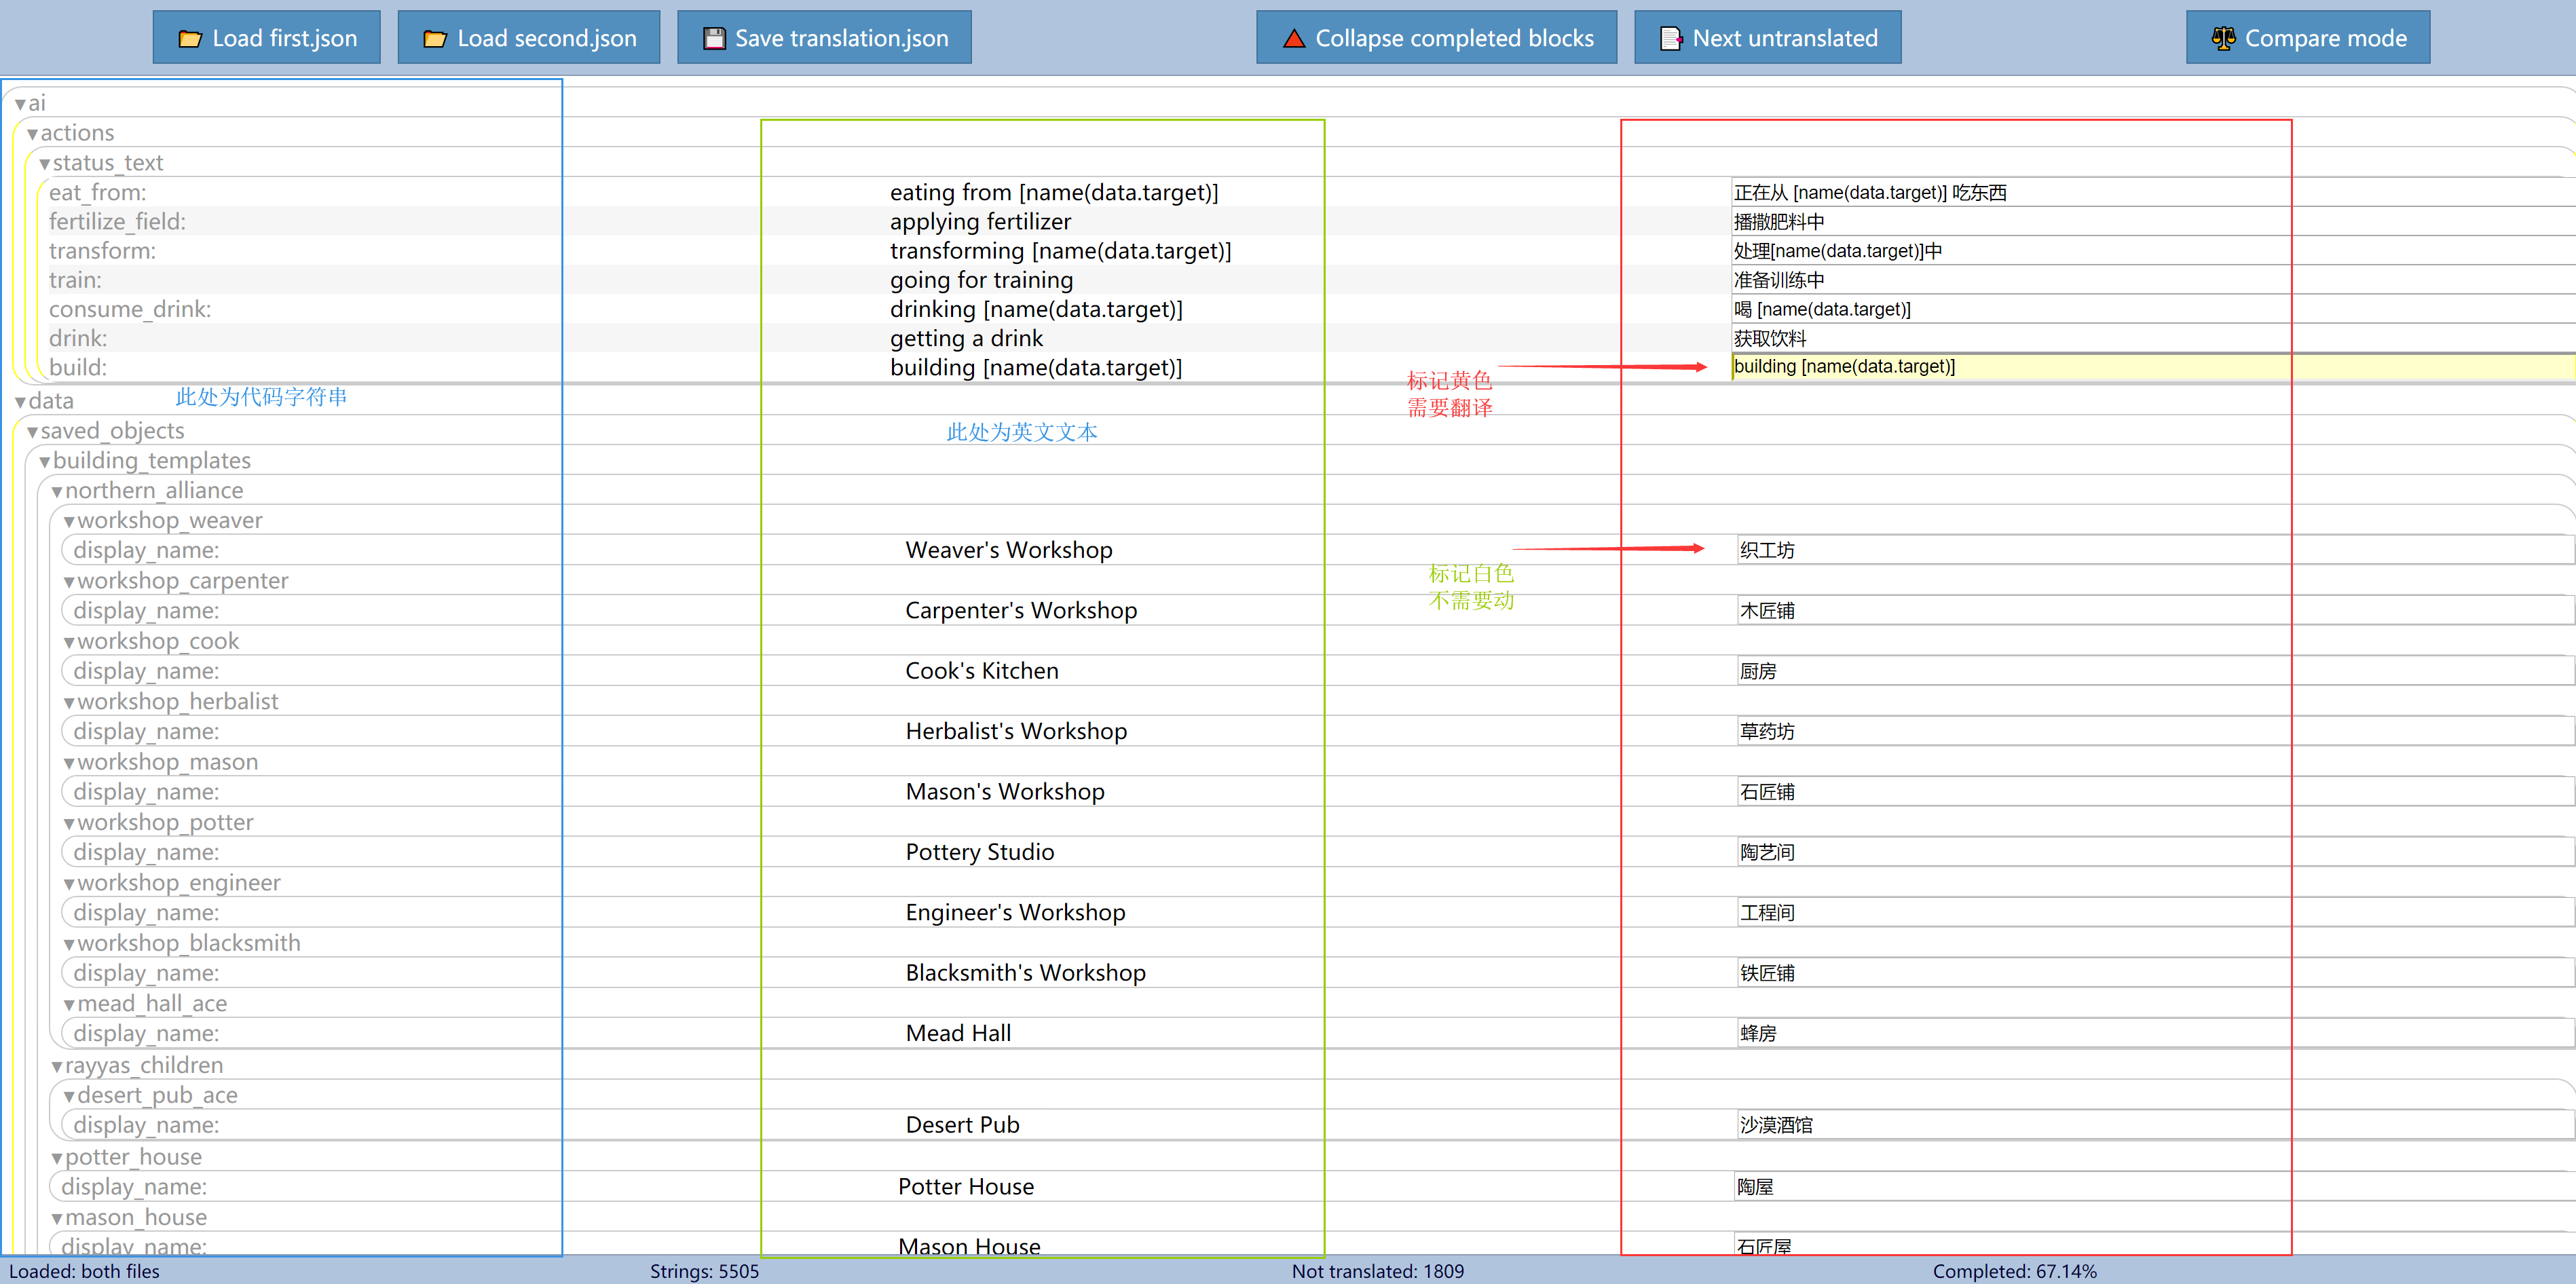 Load first.json Load second.json Save translation.json Collapse completed blocks Next untranslated Compare mode
▼ai
▼actions
▼status_text
eat_from: eating from [name(data.target)] 正在从 [name(data.target)] 吃东西
fertilize_field: applying fertilizer 播撒肥料中
transform: transforming [name(data.target)] 处理[name(data.target)]中
train: going for training 准备训练中
consume_drink: drinking [name(data.target)] 喝 [name(data.target)]
drink: getting a drink 获取饮料
build: building [name(data.target)] building [name(data.target)]
标记黄色
需要翻译
此处为代码字符串
▼data
此处为英文文本
▼saved_objects
▼building_templates
▼northern_alliance
▼workshop_weaver
display_name: Weaver's Workshop 织工坊
标记白色
不需要动
▼workshop_carpenter
display_name: Carpenter's Workshop 木匠铺
▼workshop_cook
display_name: Cook's Kitchen 厨房
▼workshop_herbalist
display_name: Herbalist's Workshop 草药坊
▼workshop_mason
display_name: Mason's Workshop 石匠铺
▼workshop_potter
display_name: Pottery Studio 陶艺间
▼workshop_engineer
display_name: Engineer's Workshop 工程间
▼workshop_blacksmith
display_name: Blacksmith's Workshop 铁匠铺
▼mead_hall_ace
display_name: Mead Hall 蜂房
▼rayyas_children
▼desert_pub_ace
display_name: Desert Pub 沙漠酒馆
▼potter_house
display_name: Potter House 陶屋
▼mason_house
display_name: Mason House 石匠屋
Loaded: both files Strings: 5505 Not translated: 1809 Completed: 67.14%